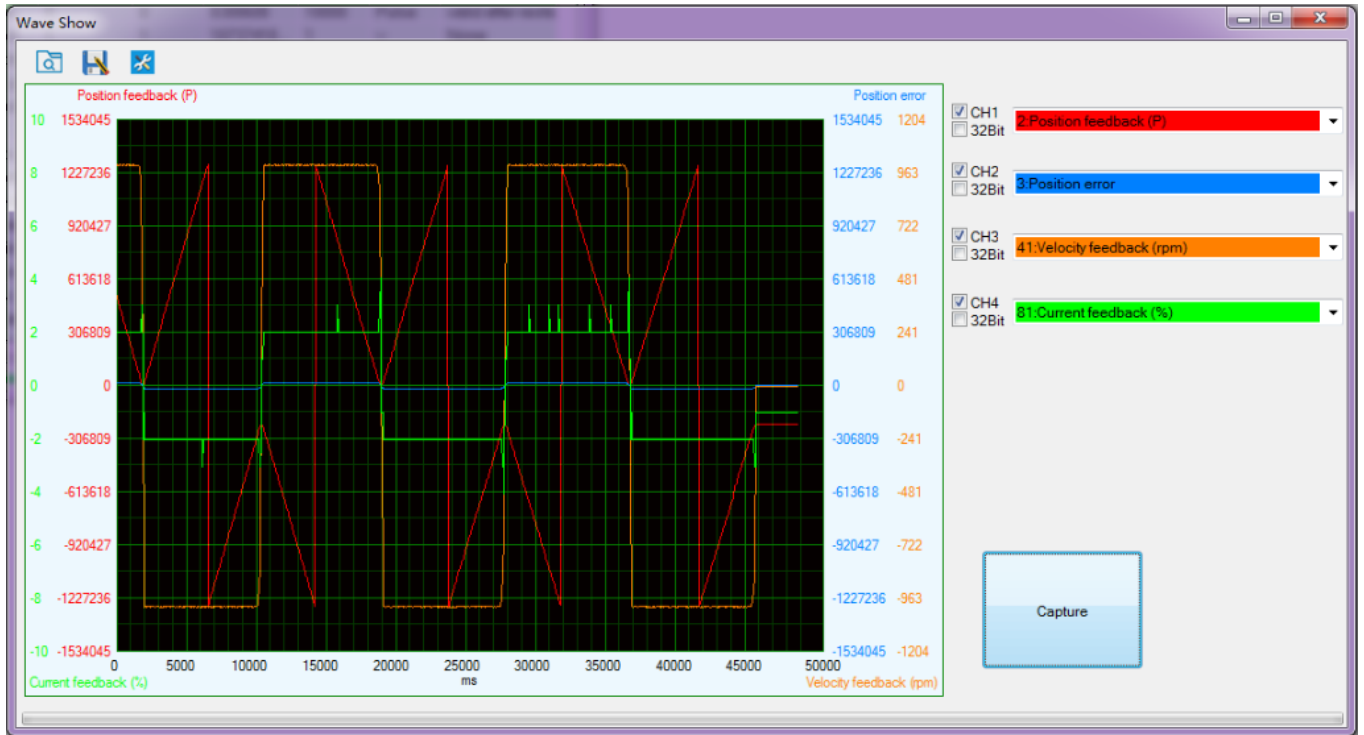 Wave Show
Position feedback (P) Position error
10 1534045 1534045 1204
8 1227236 1227236 963
6 920427 920427 722
4 613618 613618 481
2 306809 306809 241
0 0 0 0
-2 -306809 -306809 -241
-4 -613618 -613618 -481
-6 -920427 -920427 -722
-8 -1227236 -1227236 -963
-10 -1534045 -1534045 -1204
0 5000 10000 15000 20000 25000 30000 35000 40000 45000 50000
ms
Current feedback (%) Velocity feedback (rpm)
CH1
32Bit
2:Position feedback (P)
CH2
32Bit
3:Position error
CH3
32Bit
41:Velocity feedback (rpm)
CH4
32Bit
81:Current feedback (%)
Capture